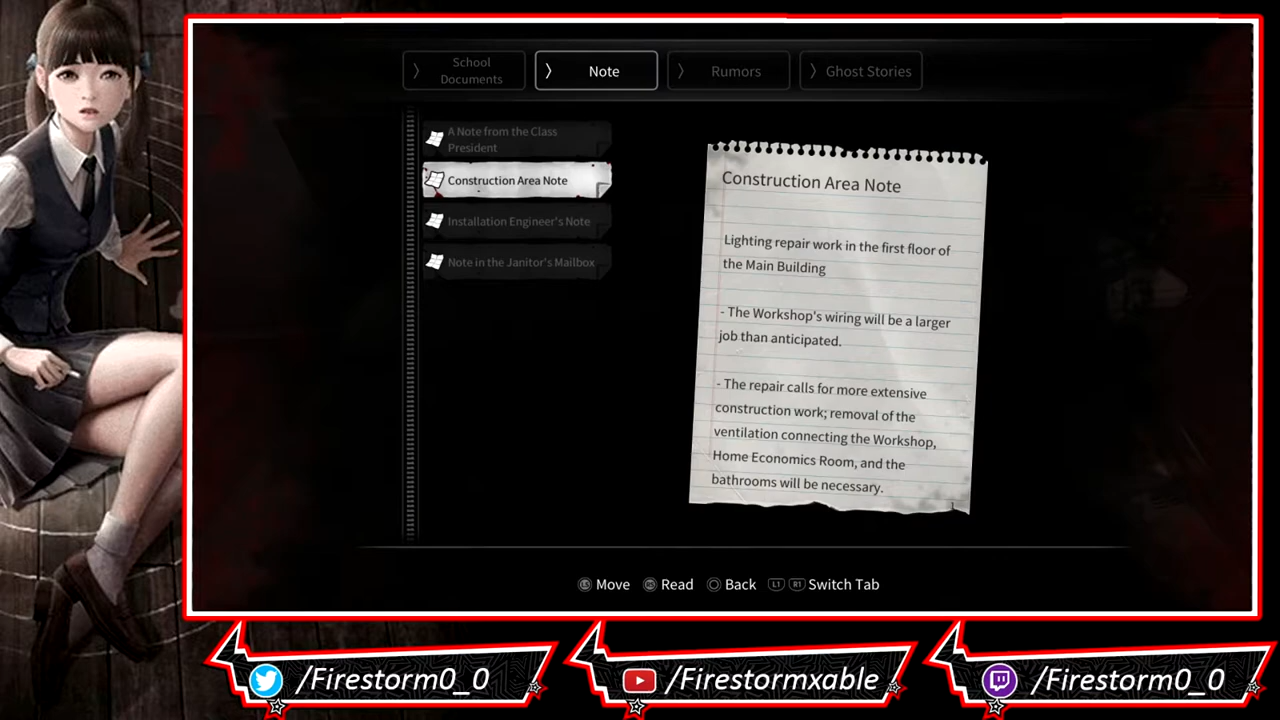 School
Documents
Note
Rumors
Ghost Stories
A Note from the Class
President
Construction Area Note
Installation Engineer's Note
Note in the Janitor's Mailbox
Construction Area Note
Lighting repair work in the first floor of
the Main Building
- The Workshop's wiring will be a larger
job than anticipated.
- The repair calls for more extensive
construction work; removal of the
ventilation connecting the Workshop,
Home Economics Room, and the
bathrooms will be necessary.
Move
Read
Back
L1 R1 Switch Tab
/Firestorm0_0
/Firestormxable
/Firestorm0_0